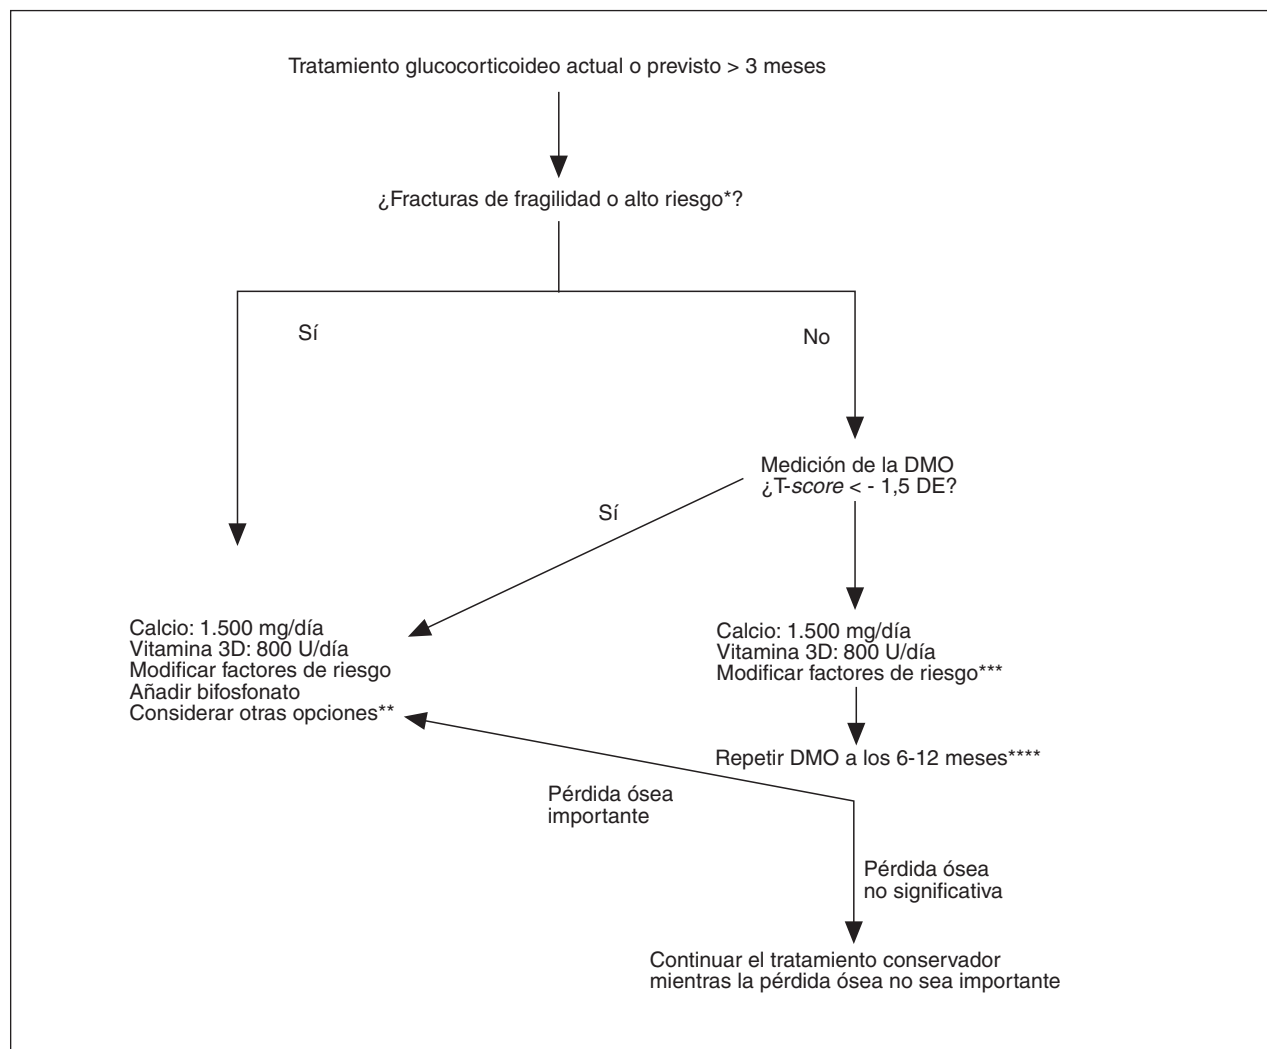 Tratamiento glucocorticoideo actual o previsto > 3 meses
¿Fracturas de fragilidad o alto riesgo*?
Sí
No
Medición de la DMO
¿T-score < - 1,5 DE?
Sí
Calcio: 1.500 mg/día
Vitamina 3D: 800 U/día
Modificar factores de riesgo
Añadir bifosfonato
Considerar otras opciones**
Calcio: 1.500 mg/día
Vitamina 3D: 800 U/día
Modificar factores de riesgo***
Repetir DMO a los 6-12 meses****
Pérdida ósea
importante
Pérdida ósea
no significativa
Continuar el tratamiento conservador
mientras la pérdida ósea no sea importante